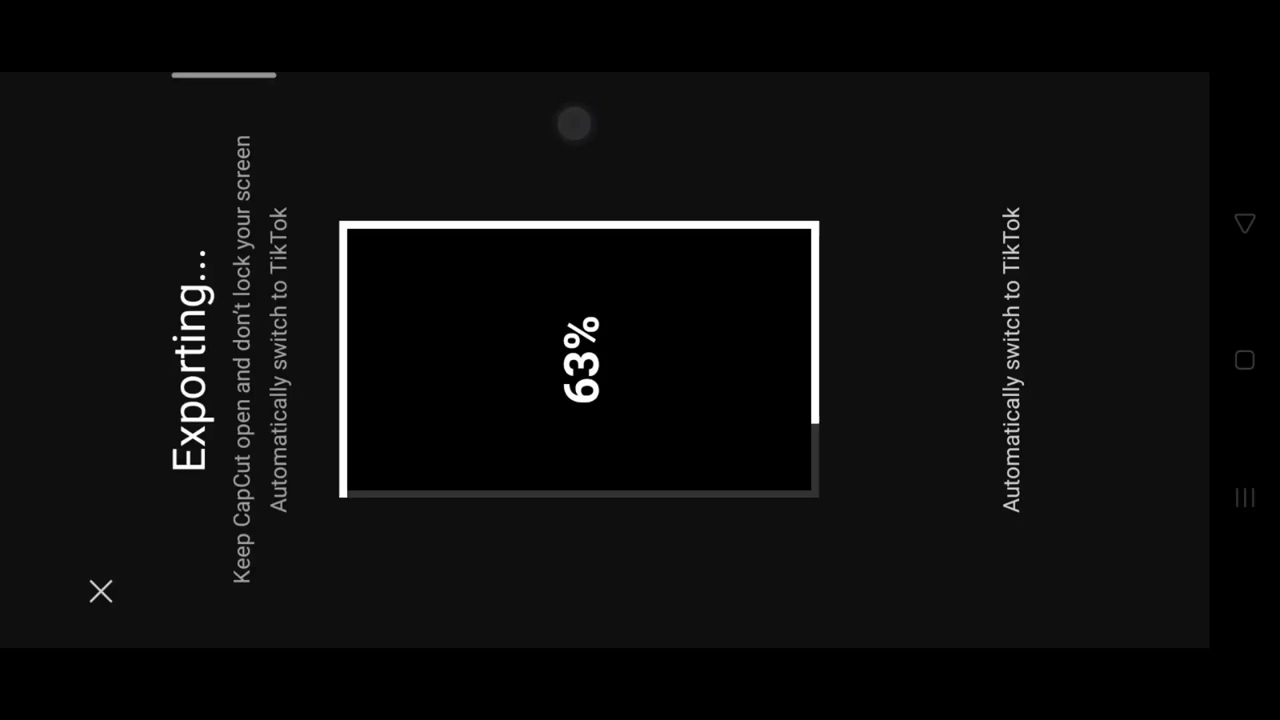 Exporting...
Keep CapCut open and don't lock your screen
Automatically switch to TikTok
63%
Automatically switch to TikTok